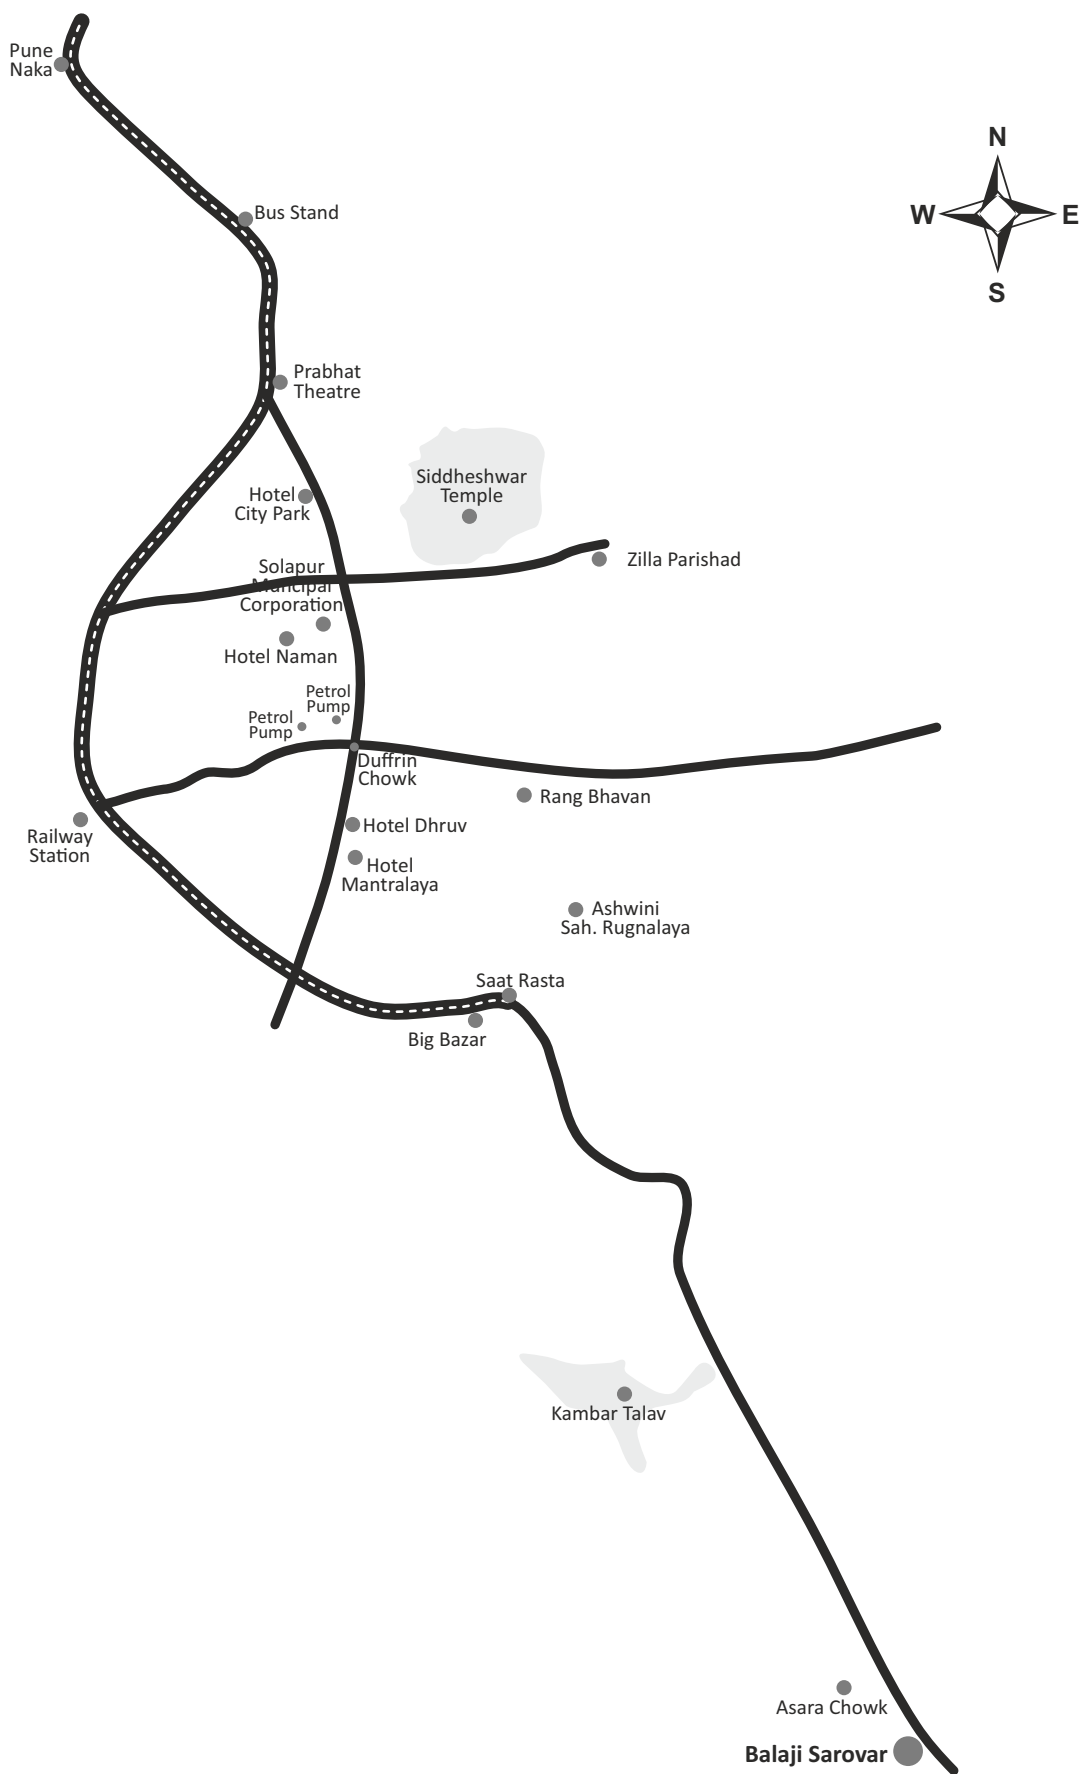 Pune
Naka
N
W
E
S
Bus Stand
Prabhat
Theatre
Siddheshwar
Temple
Hotel
City Park
Zilla Parishad
Solapur
Muncipal
Corporation
Hotel Naman
Petrol
Pump
Petrol
Pump
Duffrin
Chowk
Rang Bhavan
Hotel Dhruv
Railway
Station
Hotel
Mantralaya
Ashwini
Sah. Rugnalaya
Saat Rasta
Big Bazar
Kambar Talav
Asara Chowk
Balaji Sarovar